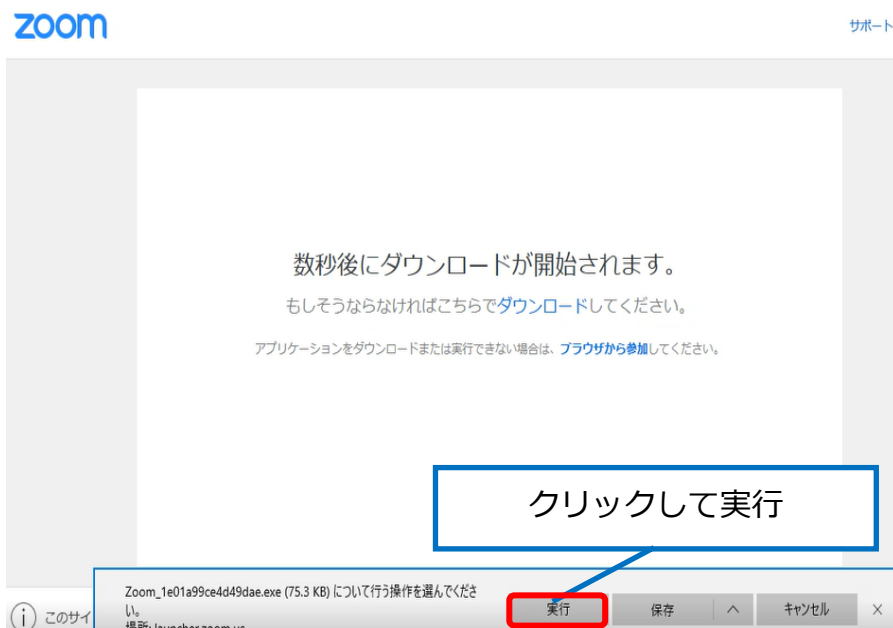 zoom
サポート
数秒後にダウンロードが開始されます。
もしそうならなければこちらでダウンロードしてください。
アプリケーションをダウンロードまたは実行できない場合は、ブラウザから参加してください。
クリックして実行
Zoom_1e01a99ce4d49dae.exe (75.3 KB) について行う操作を選んでくださ
い。
場所: launcher.zoom.us
実行
保存
キャンセル
このサイ